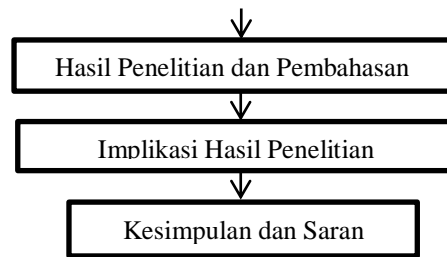 Hasil Penelitian dan Pembahasan
Implikasi Hasil Penelitian
Kesimpulan dan Saran